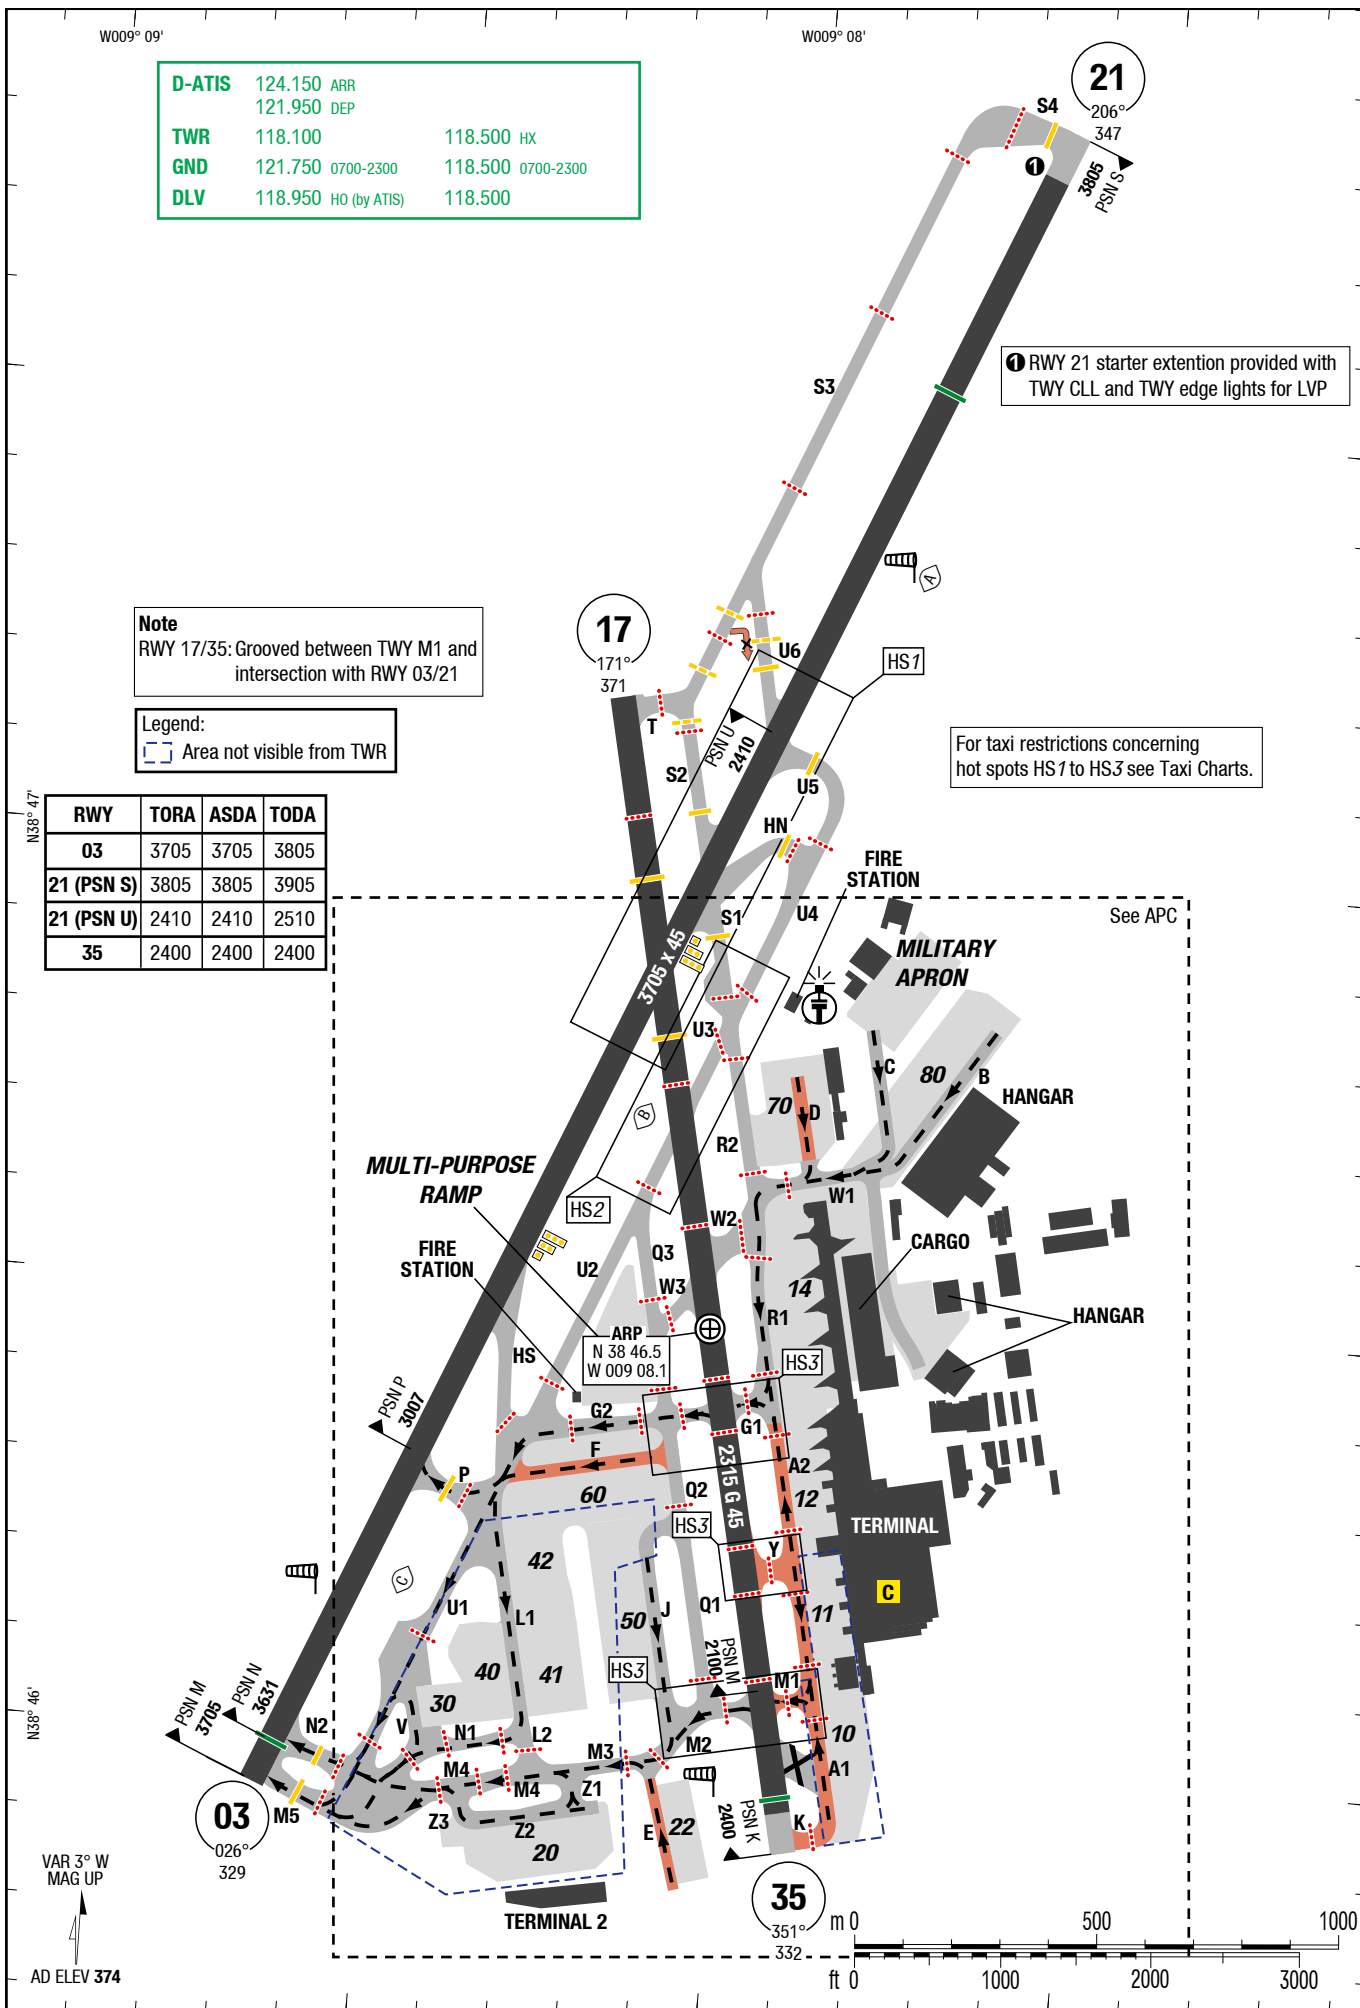 W009° 09'
W009° 08'
D-ATIS 124.150 ARR
121.950 DEP
TWR 118.100 118.500 HX
GND 121.750 0700-2300 118.500 0700-2300
DLV 118.950 HO (by ATIS) 118.500
21
206°
347
S4
1
3805
PSN S
1 RWY 21 starter extention provided with
TWY CLL and TWY edge lights for LVP
S3
A
Note
RWY 17/35: Grooved between TWY M1 and
intersection with RWY 03/21
17
171°
371
U6
HS1
T
PSN U
2410
Legend:
Area not visible from TWR
For taxi restrictions concerning
hot spots HS1 to HS3 see Taxi Charts.
S2
U5
N38° 47'
RWY TORA ASDA TODA
03 3705 3705 3805
21 (PSN S) 3805 3805 3905
21 (PSN U) 2410 2410 2510
35 2400 2400 2400
HN
FIRE
STATION
See APC
S1
U4
MILITARY
APRON
3705 x 45
U3
C
80
B
HANGAR
70
D
B
R2
MULTI-PURPOSE
RAMP
W1
HS2
W2
FIRE
STATION
U2
Q3
CARGO
W3
14
R1
HANGAR
ARP
N 38 46.5
W 009 08.1
HS
HS3
PSN P
3007
G2
G1
F
A2
P
60
2315 G 45
Q2
12
HS3
TERMINAL
Y
42
C
C
U1
L1
50
J
Q1
11
PSN M
2100
HS3
40
41
M1
N38° 46'
PSN M
3705
PSN N
3631
30
N2
V
N1
L2
M2
10
M3
M4
M4
Z1
A1
M5
Z3
Z2
20
E
22
PSN K
2400
K
03
026°
329
35
351°
332
TERMINAL 2
VAR 3° W
MAG UP
AD ELEV 374
m 0 500 1000
ft 0 1000 2000 3000